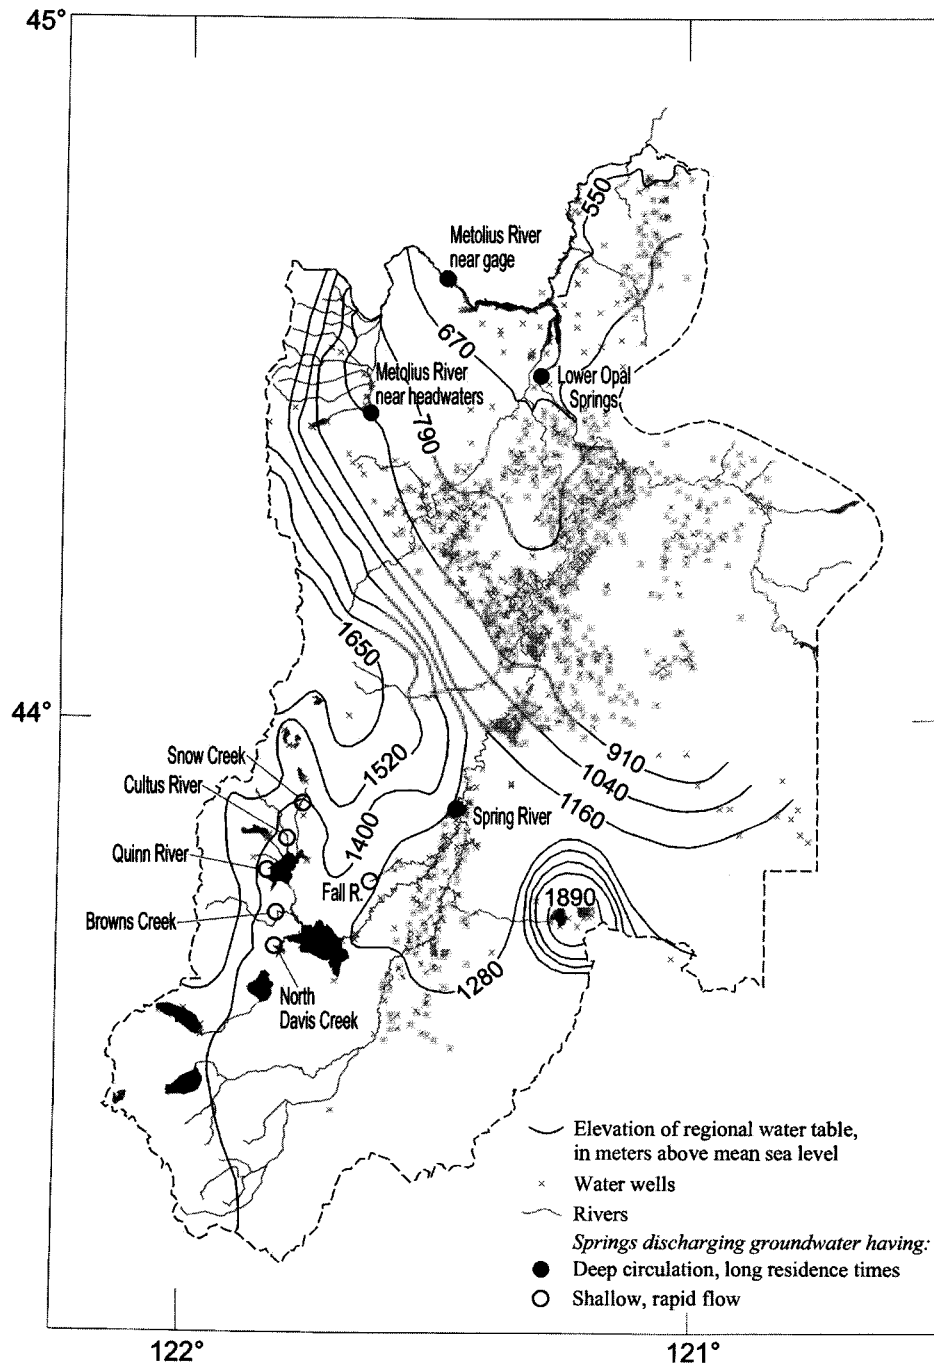 45°
550
Metolius River
near gage
670
Metolius River
near headwaters
Lower Opal
Springs
790
1650
44°
Snow Creek
1520
910
Cultus River
1040
1160
Spring River
1400
Quinn River
Fall R.
1890
Browns Creek
1280
North
Davis Creek
Elevation of regional water table,
in meters above mean sea level
Water wells
Rivers
Springs discharging groundwater having:
Deep circulation, long residence times
Shallow, rapid flow
122°
121°